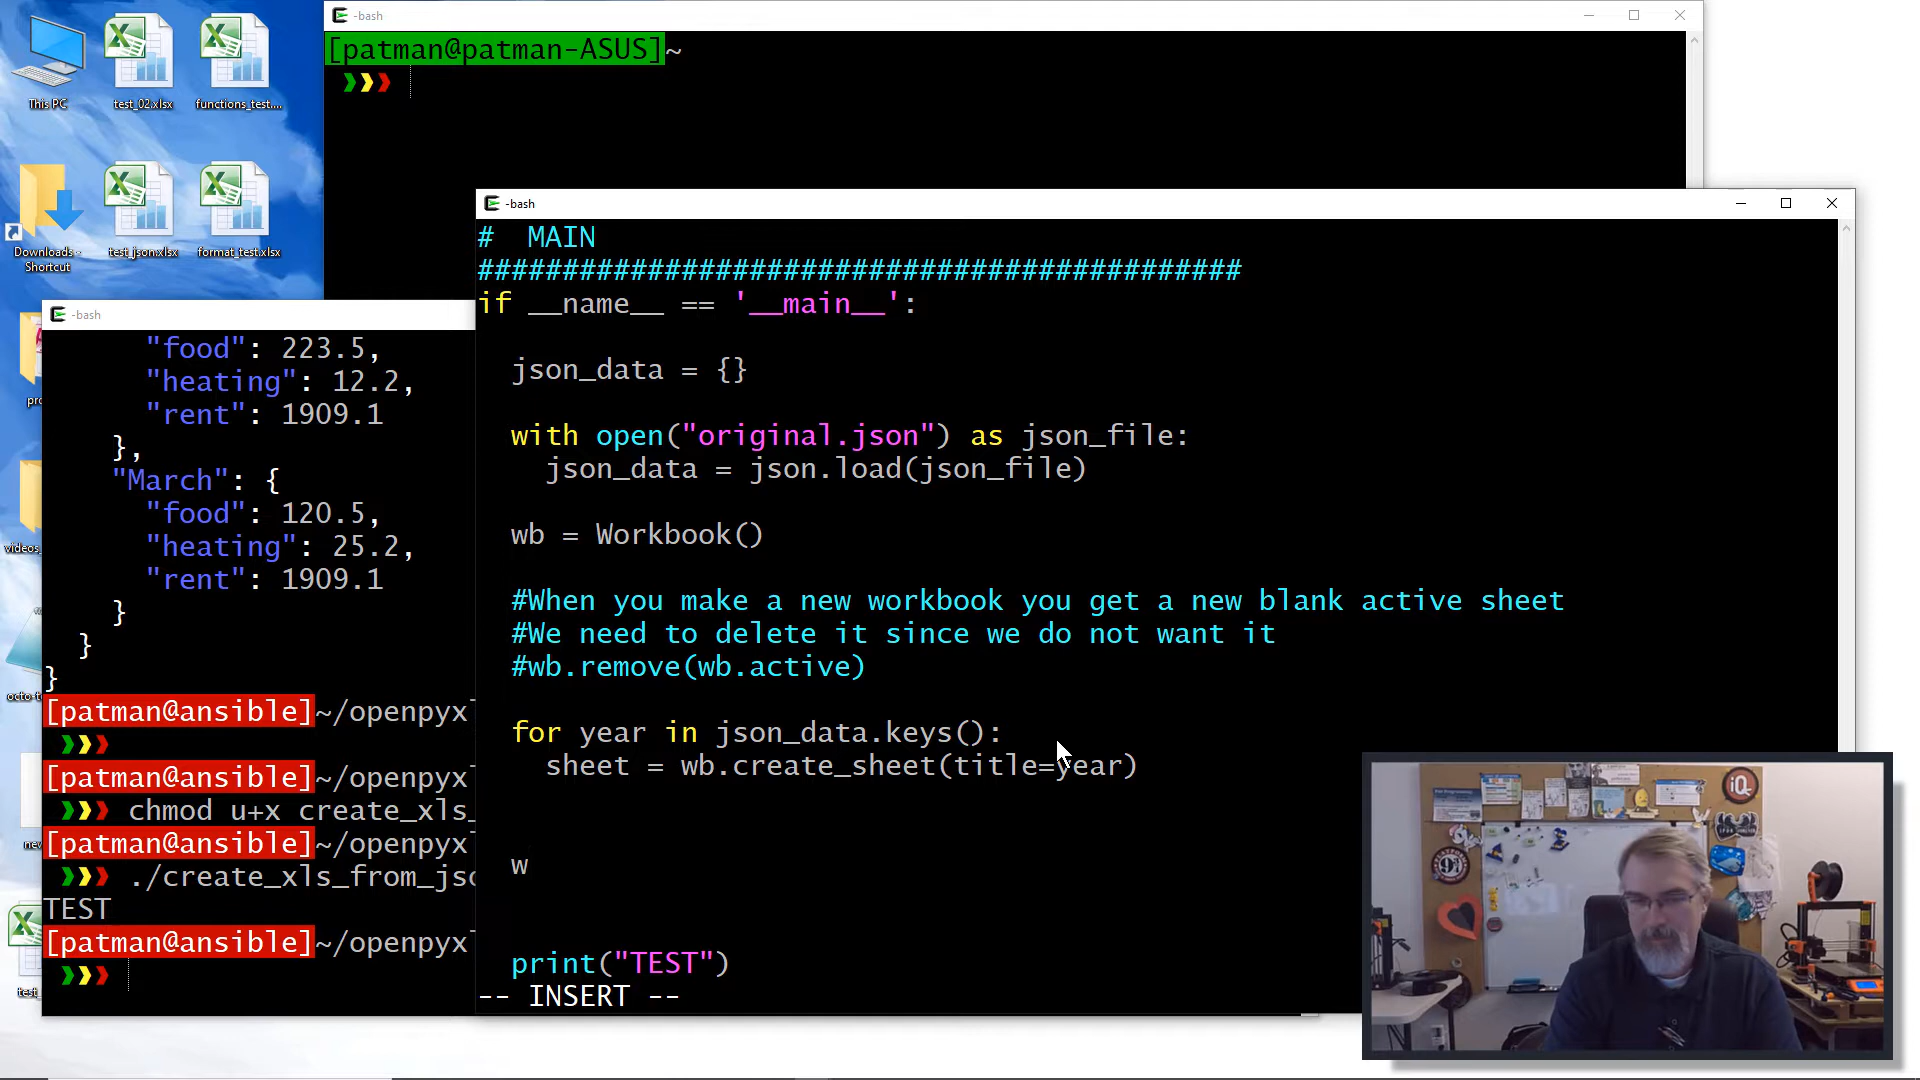 -bash
[patman@patman-ASUS]~
This PC
test_02.xlsx
functions_test....
Downloads - Shortcut
test_json.xlsx
format_test.xlsx
-bash
"food": 223.5,
"heating": 12.2,
"rent": 1909.1
},
"March": {
"food": 120.5,
"heating": 25.2,
"rent": 1909.1
}
}
}
[patman@ansible]~/openpyxl
[patman@ansible]~/openpyxl
chmod u+x create_xls_
[patman@ansible]~/openpyxl
./create_xls_from_jso
TEST
[patman@ansible]~/openpyxl
-bash
# MAIN
#############################################
if __name__ == '__main__':
json_data = {}
with open("original.json") as json_file:
json_data = json.load(json_file)
wb = Workbook()
#When you make a new workbook you get a new blank active sheet
#We need to delete it since we do not want it
#wb.remove(wb.active)
for year in json_data.keys():
sheet = wb.create_sheet(title=year)
w
print("TEST")
-- INSERT --